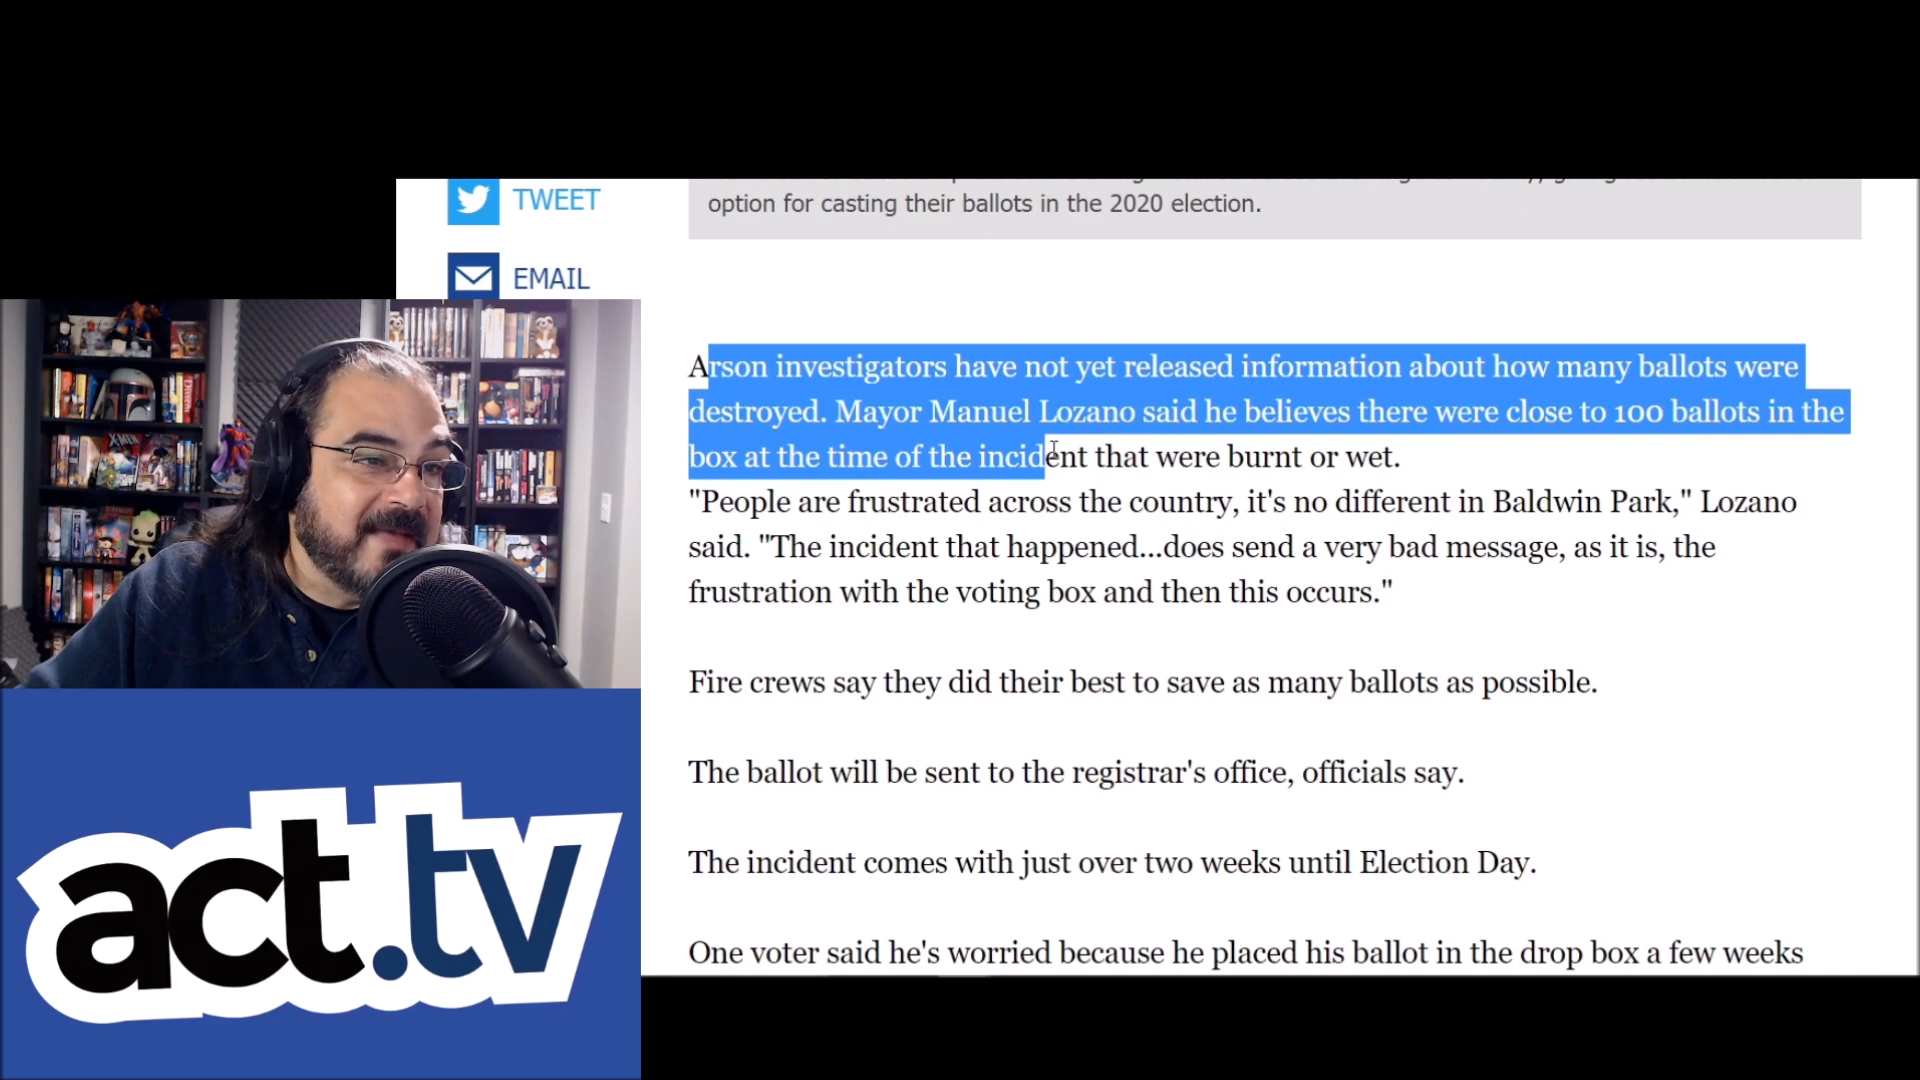 TWEET
option for casting their ballots in the 2020 election.
EMAIL
Arson investigators have not yet released information about how many ballots were
destroyed. Mayor Manuel Lozano said he believes there were close to 100 ballots in the
box at the time of the incident that were burnt or wet.
"People are frustrated across the country, it's no different in Baldwin Park," Lozano
said. "The incident that happened...does send a very bad message, as it is, the
frustration with the voting box and then this occurs."
Fire crews say they did their best to save as many ballots as possible.
The ballot will be sent to the registrar's office, officials say.
The incident comes with just over two weeks until Election Day.
One voter said he's worried because he placed his ballot in the drop box a few weeks
act.tv